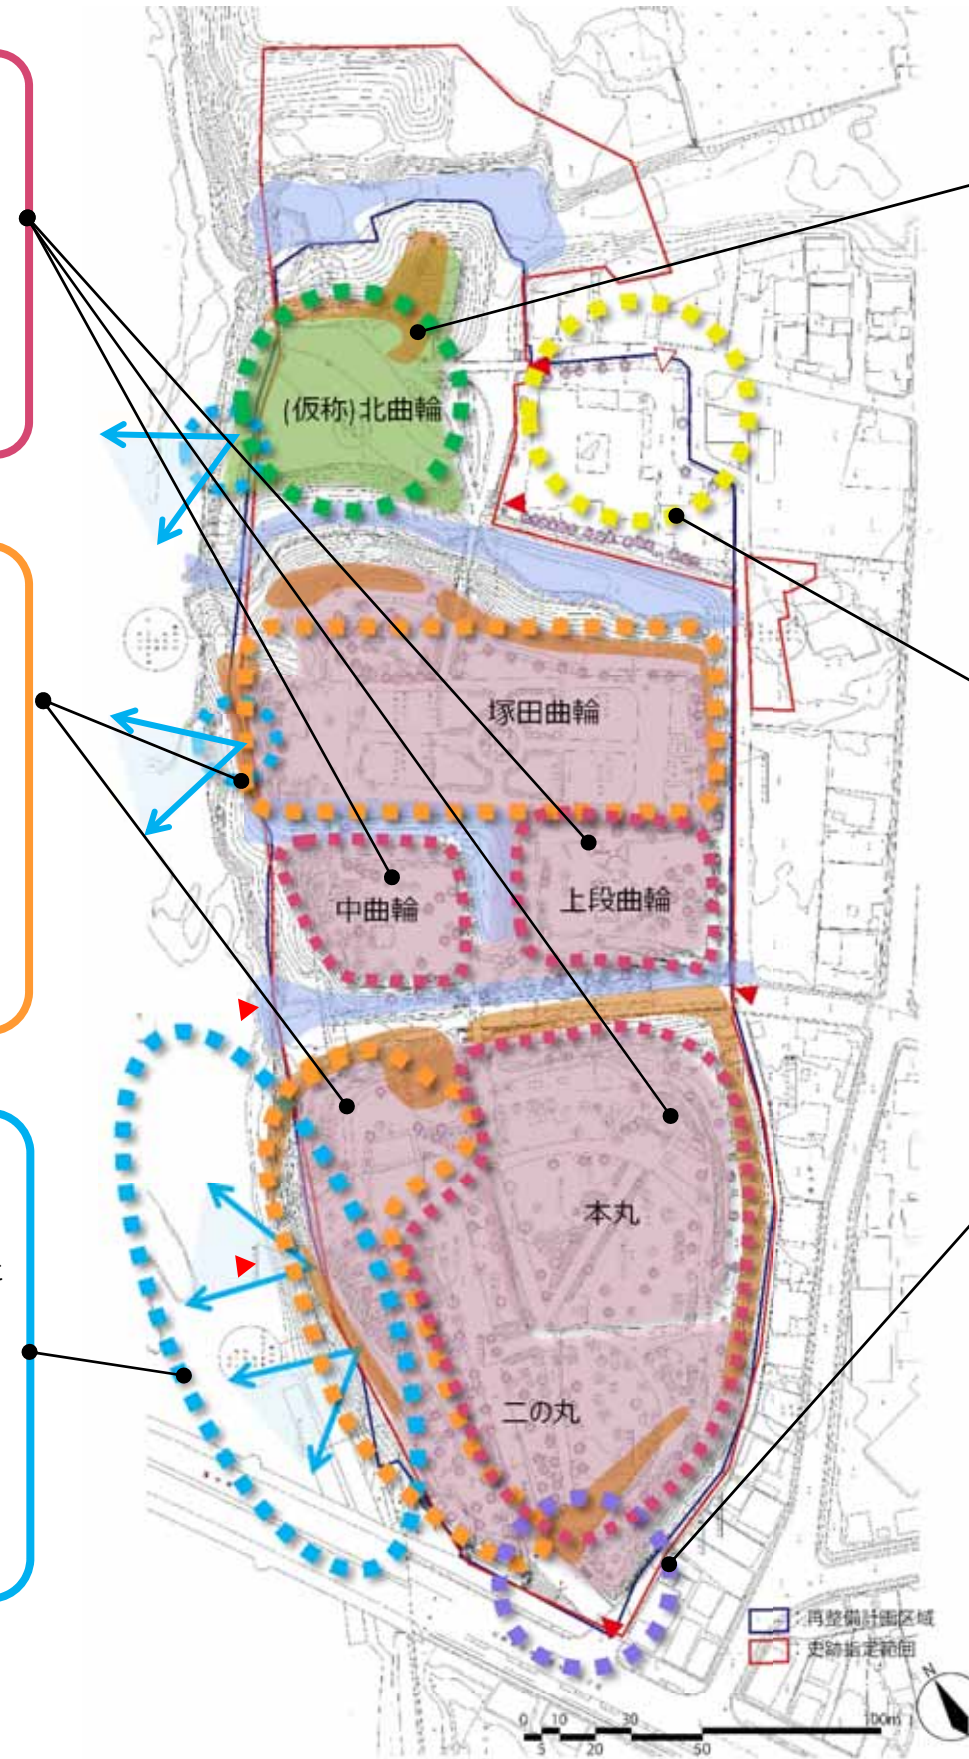 (仮称)北曲輪
塚田曲輪
中曲輪
上段曲輪
本丸
二の丸
:再整備計画区域
:史跡指定範囲
N
0 10 30 100m
5 20 50